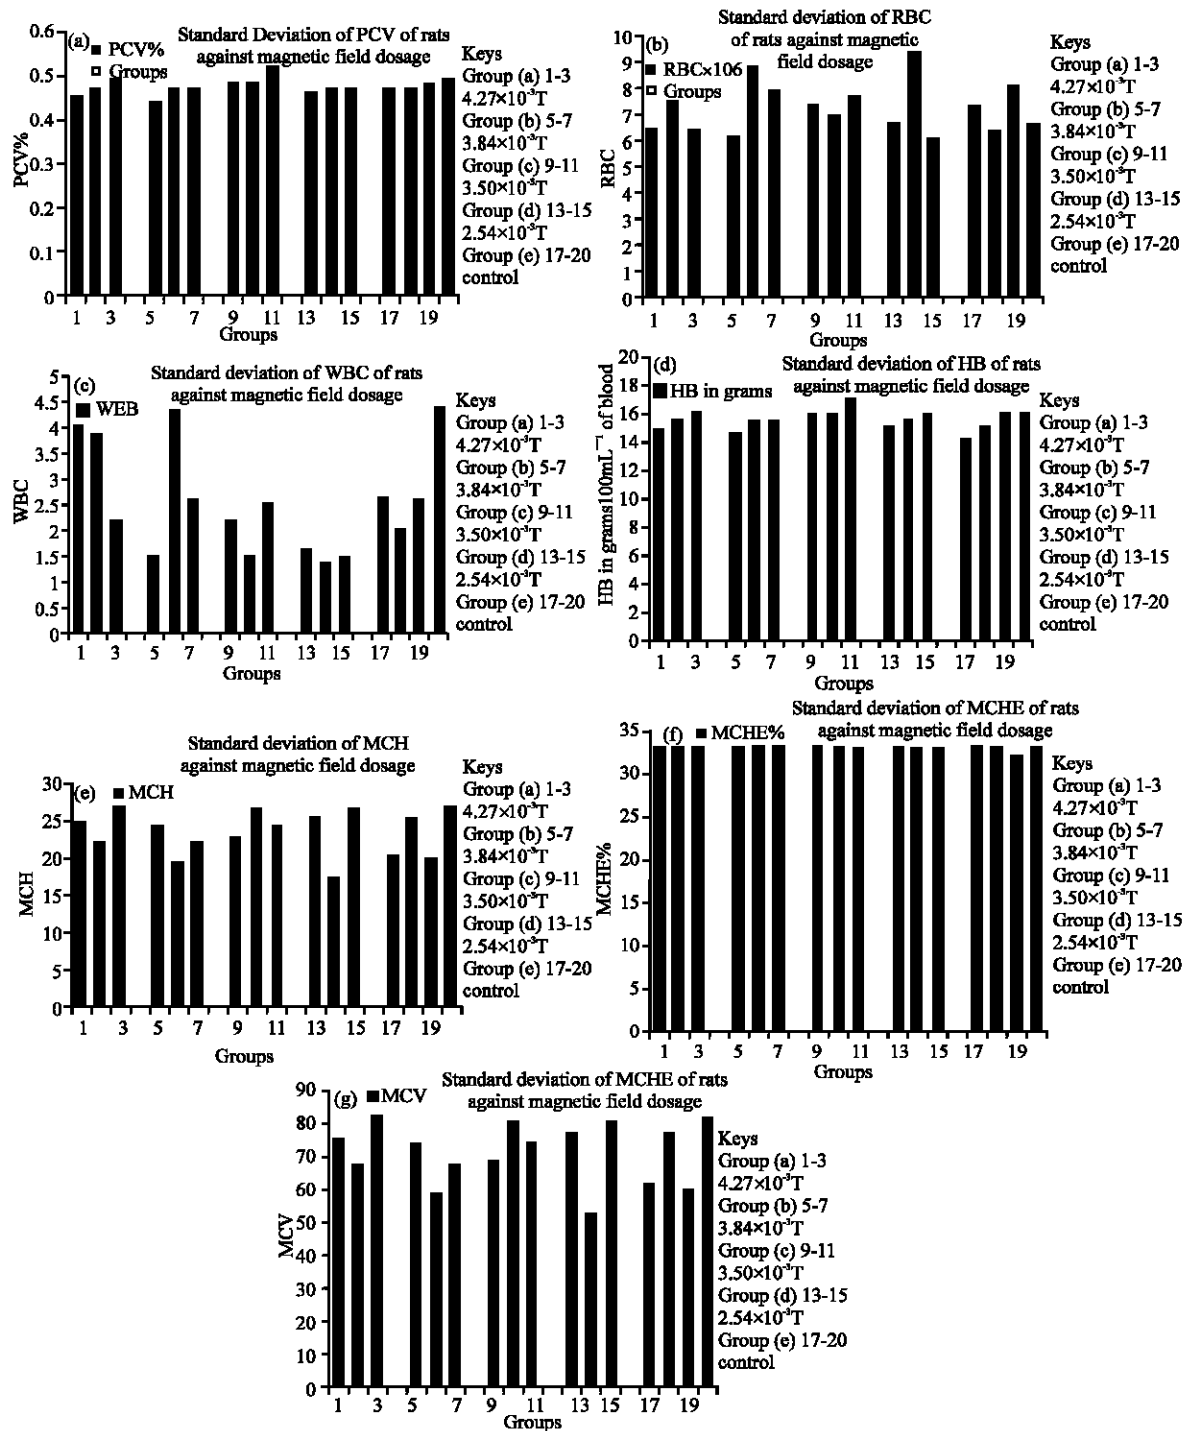 (a)
Standard Deviation of PCV of rats
against magnetic field dosage
PCV%
Groups
0.6
0.5
0.4
0.3
0.2
0.1
0
PCV%
1 3 5 7 9 11 13 15 17 19
Groups
Keys
Group (a) 1-3
4.27×10⁻³T
Group (b) 5-7
3.84×10⁻³T
Group (c) 9-11
3.50×10⁻³T
Group (d) 13-15
2.54×10⁻³T
Group (e) 17-20
control
Standard deviation of RBC
of rats against magnetic
field dosage
(b)
RBC×106
Groups
10
9
8
7
6
5
4
3
2
1
0
RBC
1 3 5 7 9 11 13 15 17 19
Groups
Keys
Group (a) 1-3
4.27×10⁻³T
Group (b) 5-7
3.84×10⁻³T
Group (c) 9-11
3.50×10⁻³T
Group (d) 13-15
2.54×10⁻³T
Group (e) 17-20
control
Standard deviation of WBC of rats
against magnetic field dosage
(c)
WEB
5
4.5
4
3.5
3
2.5
2
1.5
1
0.5
0
WBC
1 3 5 7 9 11 13 15 17 19
Groups
Keys
Group (a) 1-3
4.27×10⁻³T
Group (b) 5-7
3.84×10⁻³T
Group (c) 9-11
3.50×10⁻³T
Group (d) 13-15
2.54×10⁻³T
Group (e) 17-20
control
Standard deviation of HB of rats
against magnetic field dosage
(d)
HB in grams
20
18
16
14
12
10
8
6
4
2
0
HB in grams100mL⁻¹ of blood
1 3 5 7 9 11 13 15 17 19
Groups
Keys
Group (a) 1-3
4.27×10⁻³T
Group (b) 5-7
3.84×10⁻³T
Group (c) 9-11
3.50×10⁻³T
Group (d) 13-15
2.54×10⁻³T
Group (e) 17-20
control
Standard deviation of MCH
against magnetic field dosage
(e)
MCH
30
25
20
15
10
5
0
MCH
1 3 5 7 9 11 13 15 17 19
Groups
Keys
Group (a) 1-3
4.27×10⁻³T
Group (b) 5-7
3.84×10⁻³T
Group (c) 9-11
3.50×10⁻³T
Group (d) 13-15
2.54×10⁻³T
Group (e) 17-20
control
Standard deviation of MCHE of rats
against magnetic field dosage
(f)
MCHE%
35
33
25
33
15
33
5
0
MCHE%
1 3 5 7 9 11 13 15 17 19
Groups
Keys
Group (a) 1-3
4.27×10⁻³T
Group (b) 5-7
3.84×10⁻³T
Group (c) 9-11
3.50×10⁻³T
Group (d) 13-15
2.54×10⁻³T
Group (e) 17-20
control
Standard deviation of MCHE of rats
against magnetic field dosage
(g)
MCV
90
80
70
60
50
40
30
20
10
0
MCV
1 3 5 7 9 11 13 15 17 19
Groups
Keys
Group (a) 1-3
4.27×10⁻³T
Group (b) 5-7
3.84×10⁻³T
Group (c) 9-11
3.50×10⁻³T
Group (d) 13-15
2.54×10⁻³T
Group (e) 17-20
control